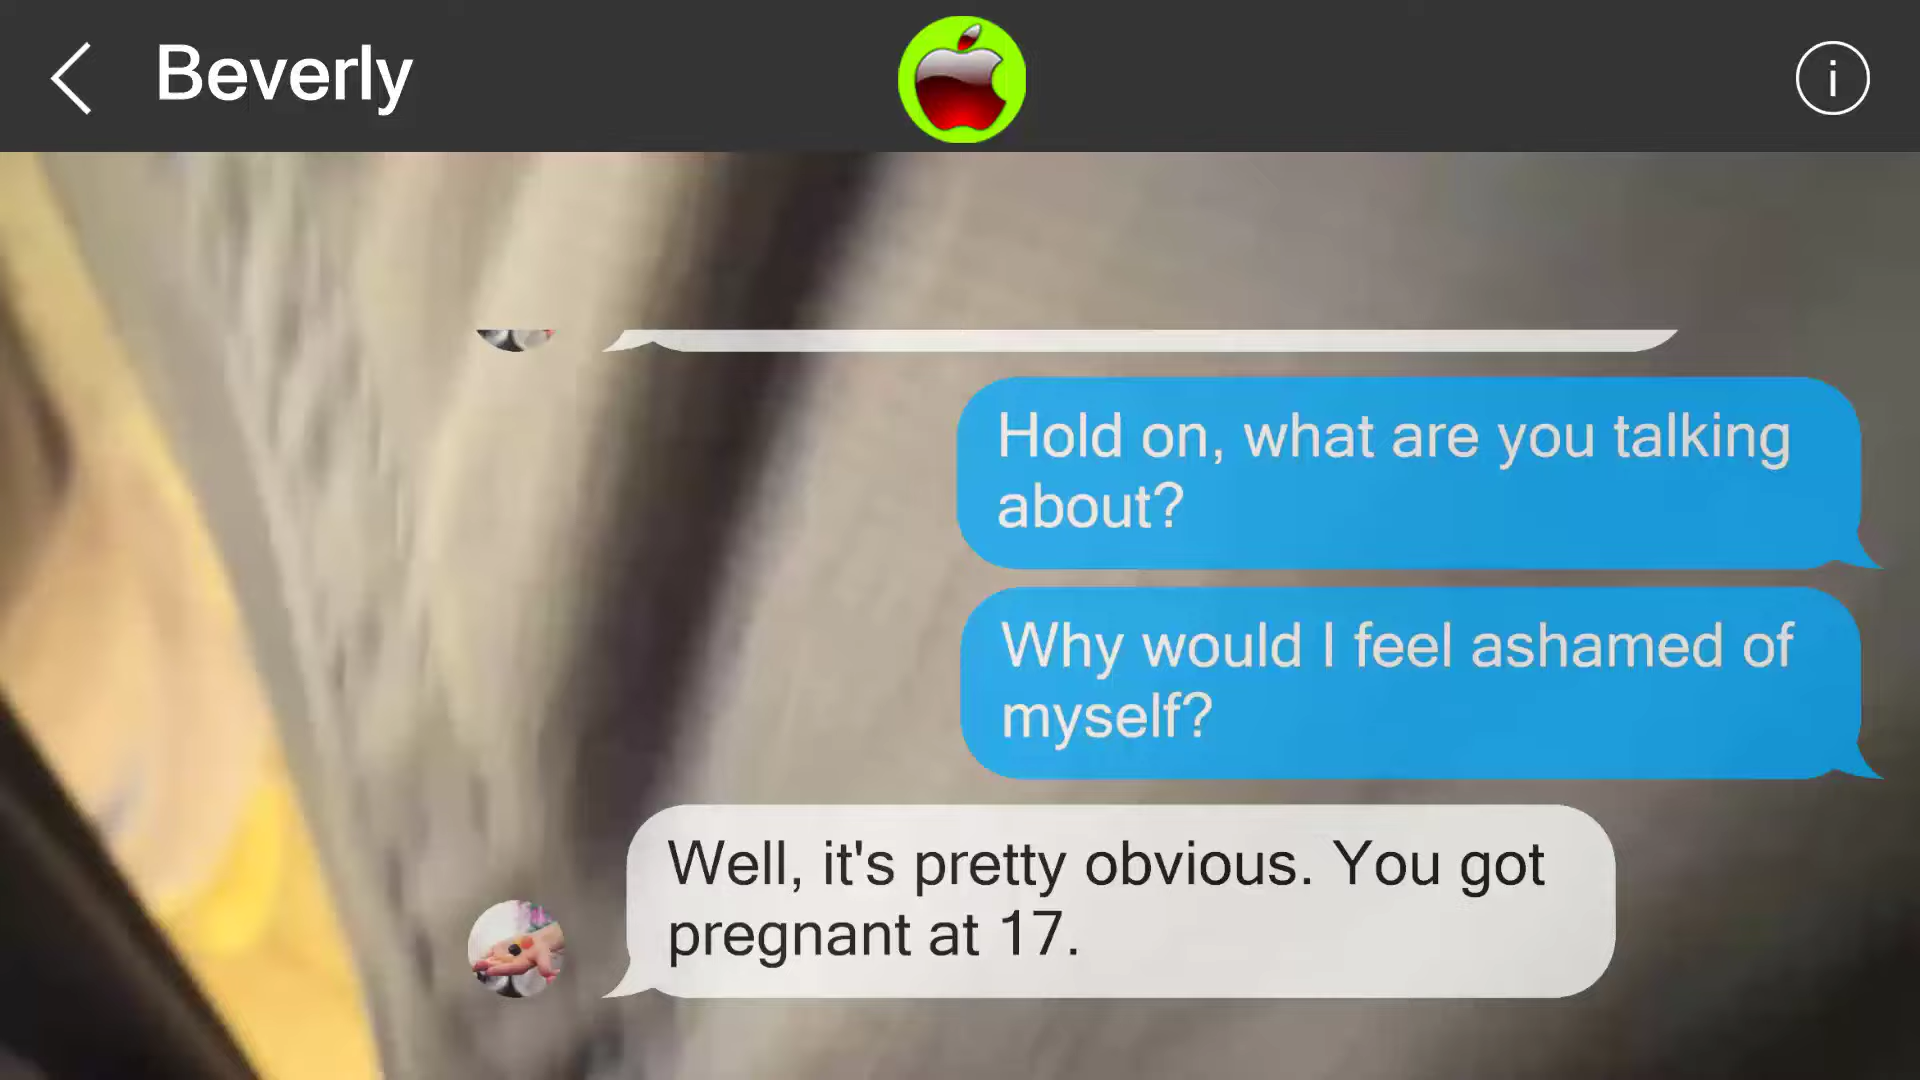 Beverly
i
Hold on, what are you talking
about?
Why would I feel ashamed of
myself?
Well, it's pretty obvious. You got
pregnant at 17.